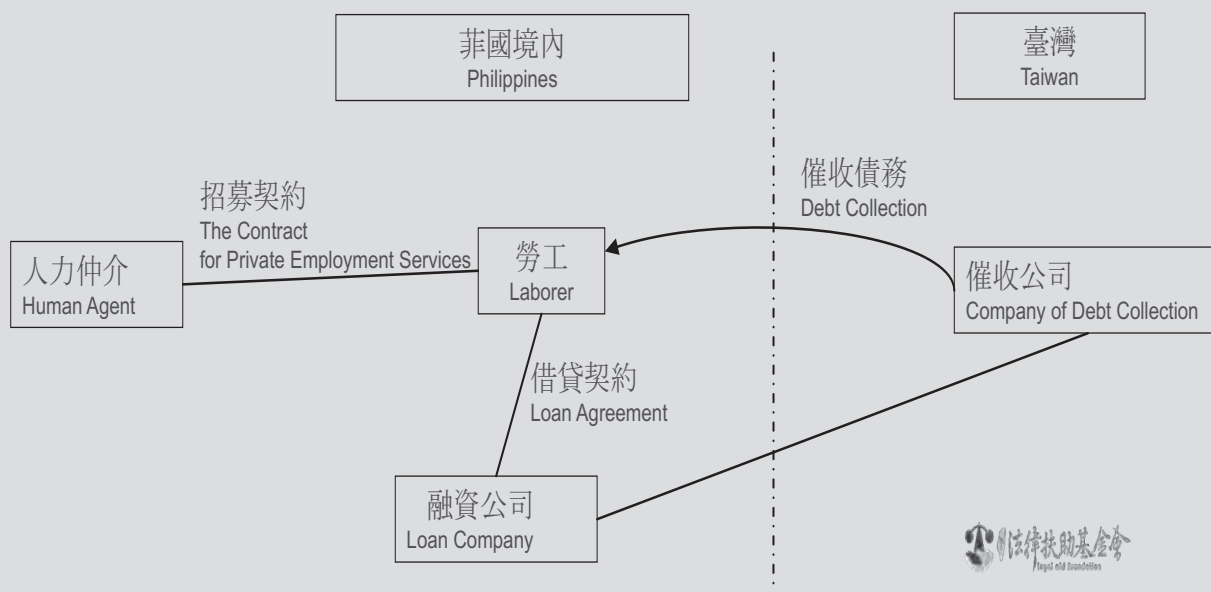 菲國境內
Philippines
臺灣
Taiwan
催收債務
Debt Collection
招募契約
The Contract
for Private Employment Services
人力仲介
Human Agent
勞工
Laborer
催收公司
Company of Debt Collection
借貸契約
Loan Agreement
融資公司
Loan Company
法律扶助基金會
legal aid foundation